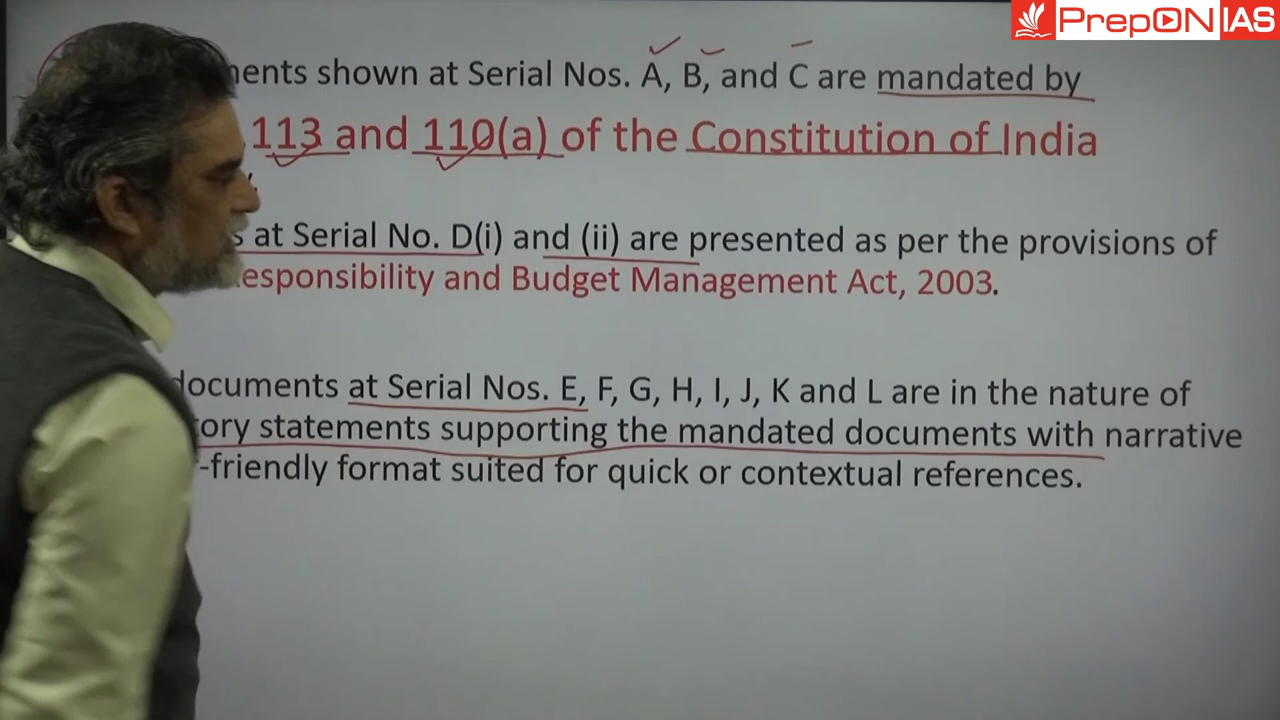 PrepON IAS
ments shown at Serial Nos. A, B, and C are mandated by
113 and 110(a) of the Constitution of India
at Serial No. D(i) and (ii) are presented as per the provisions of
esponsibility and Budget Management Act, 2003.
documents at Serial Nos. E, F, G, H, I, J, K and L are in the nature of
ory statements supporting the mandated documents with narrative
-friendly format suited for quick or contextual references.